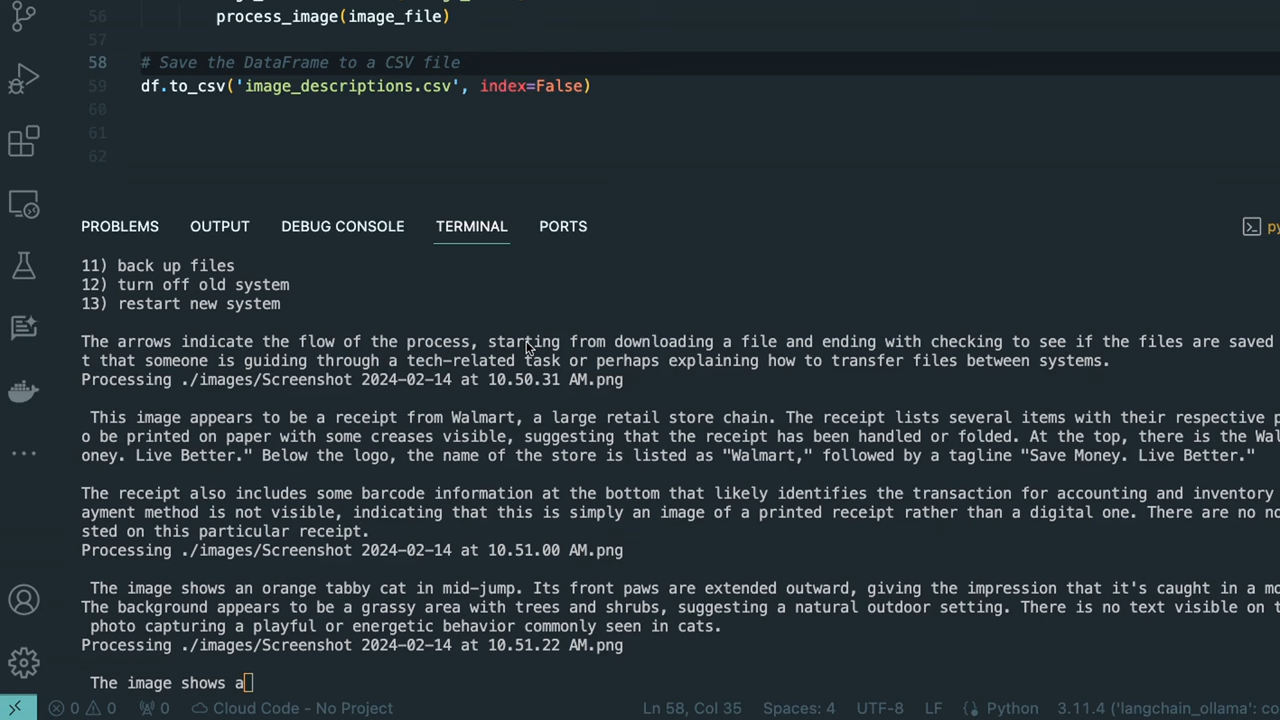 56 process_image(image_file)
57
58 # Save the DataFrame to a CSV file
59 df.to_csv('image_descriptions.csv', index=False)
60
61
62
PROBLEMS OUTPUT DEBUG CONSOLE TERMINAL PORTS
11) back up files
12) turn off old system
13) restart new system
The arrows indicate the flow of the process, starting from downloading a file and ending with checking to see if the files are saved
t that someone is guiding through a tech-related task or perhaps explaining how to transfer files between systems.
Processing ./images/Screenshot 2024-02-14 at 10.50.31 AM.png
This image appears to be a receipt from Walmart, a large retail store chain. The receipt lists several items with their respective p
o be printed on paper with some creases visible, suggesting that the receipt has been handled or folded. At the top, there is the Wal
oney. Live Better." Below the logo, the name of the store is listed as "Walmart," followed by a tagline "Save Money. Live Better."
The receipt also includes some barcode information at the bottom that likely identifies the transaction for accounting and inventory
ayment method is not visible, indicating that this is simply an image of a printed receipt rather than a digital one. There are no no
sted on this particular receipt.
Processing ./images/Screenshot 2024-02-14 at 10.51.00 AM.png
The image shows an orange tabby cat in mid-jump. Its front paws are extended outward, giving the impression that it's caught in a mo
The background appears to be a grassy area with trees and shrubs, suggesting a natural outdoor setting. There is no text visible on t
photo capturing a playful or energetic behavior commonly seen in cats.
Processing ./images/Screenshot 2024-02-14 at 10.51.22 AM.png
The image shows a
0 0 0 Cloud Code - No Project Ln 58, Col 35 Spaces: 4 UTF-8 LF Python 3.11.4 ('langchain_ollama': co